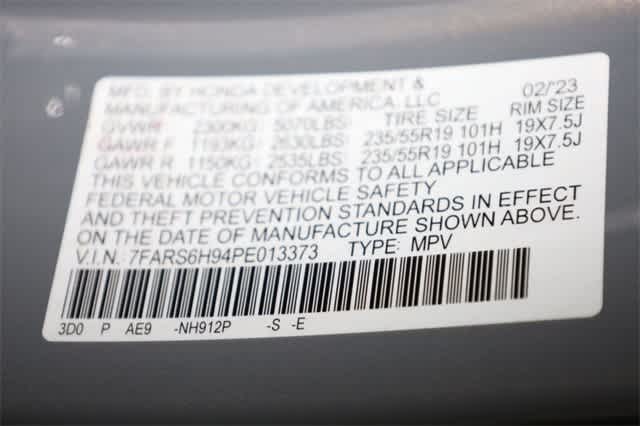 MFG. BY HONDA DEVELOPMENT & 02/'23
MANUFACTURING OF AMERICA, LLC TIRE SIZE RIM SIZE
GVWR 2300KG 5070LBS
GAWR F 1193KG LBS 235/55R19 101H 19X7.5J
GAWR R 1150KG 2535LBS 235/55R19 101H 19X7.5J
THIS VEHICLE CONFORMS TO ALL APPLICABLE
FEDERAL MOTOR VEHICLE SAFETY
AND THEFT PREVENTION STANDARDS IN EFFECT
ON THE DATE OF MANUFACTURE SHOWN ABOVE.
V.I.N.: 7FARS6H94PE013373 TYPE: MPV
3D0 P AE9 -NH912P -S -E